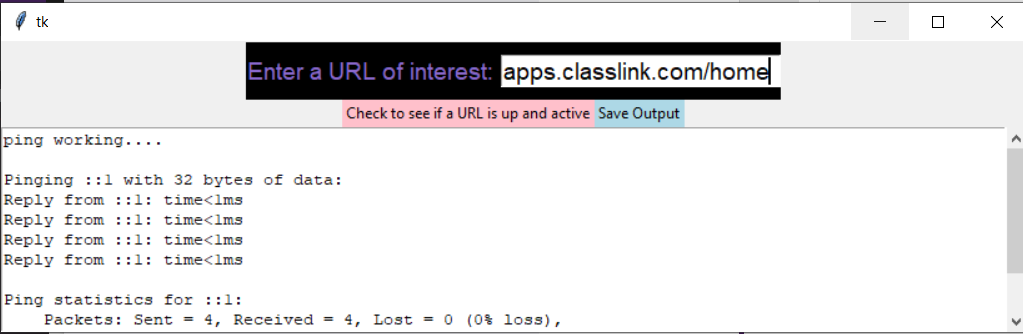 tk
Enter a URL of interest: apps.classlink.com/home
Check to see if a URL is up and active Save Output
ping working....
Pinging ::1 with 32 bytes of data:
Reply from ::1: time<1ms
Reply from ::1: time<1ms
Reply from ::1: time<1ms
Reply from ::1: time<1ms
Ping statistics for ::1:
Packets: Sent = 4, Received = 4, Lost = 0 (0% loss),